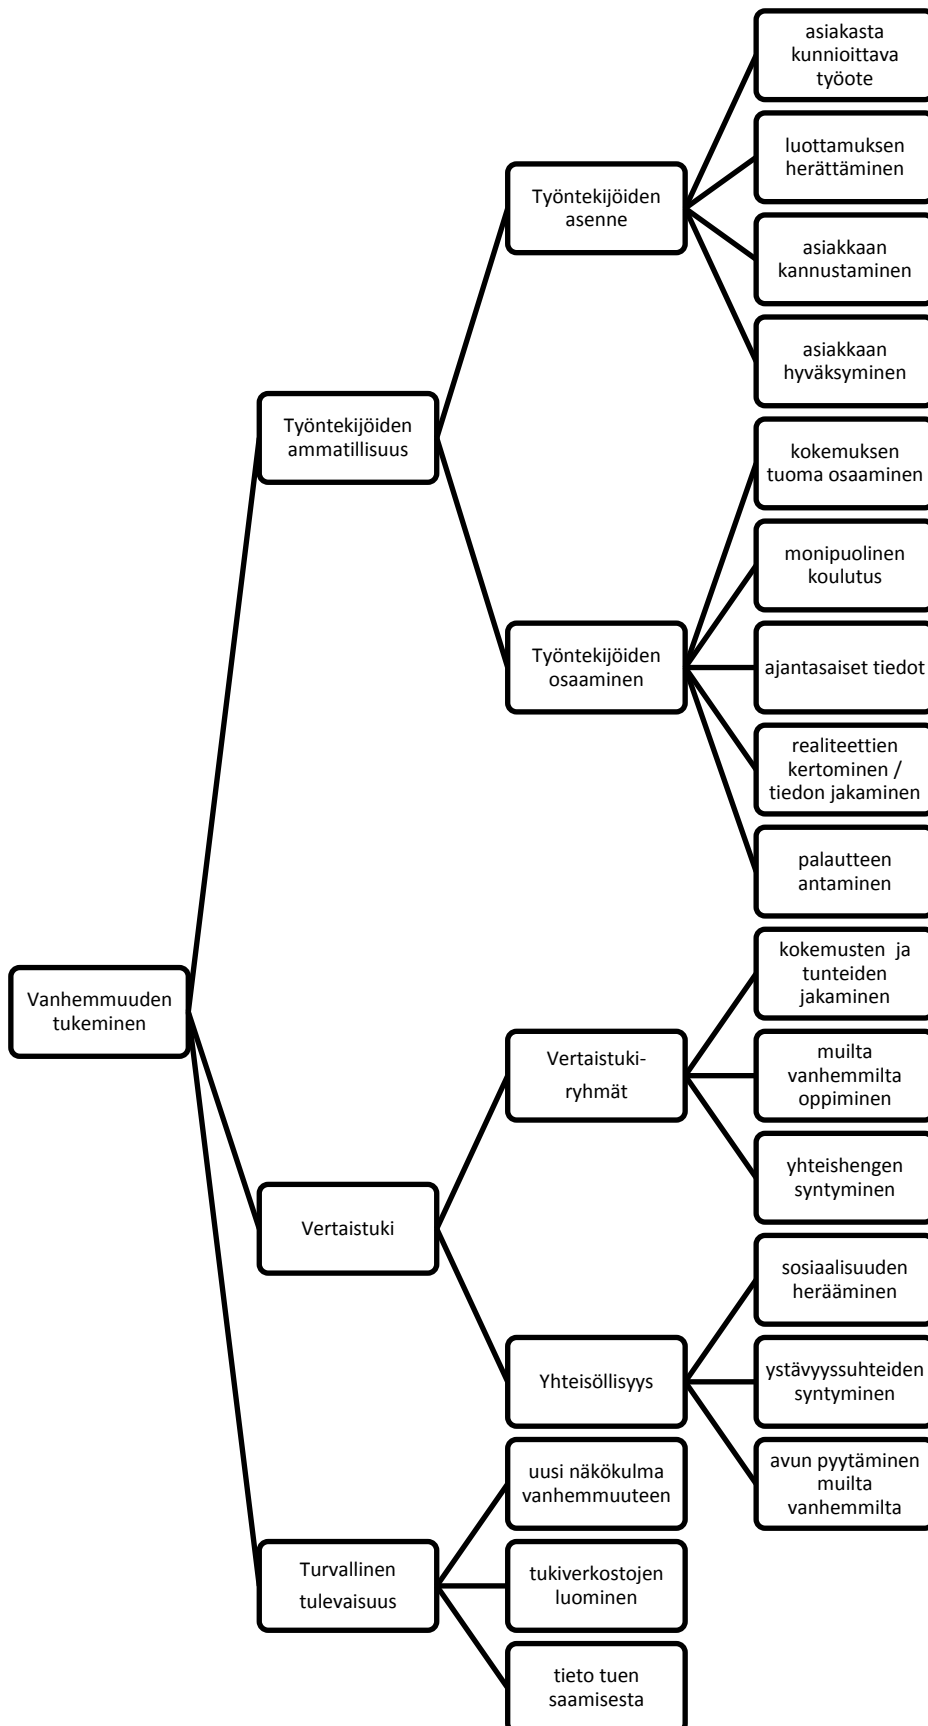 asiakasta
kunnioittava
työote
luottamuksen
herättäminen
Työntekijöiden
asenne
asiakkaan
kannustaminen
asiakkaan
hyväksyminen
Työntekijöiden
ammatillisuus
kokemuksen
tuoma osaaminen
monipuolinen
koulutus
Työntekijöiden
osaaminen
ajantasaiset tiedot
realiteettien
kertominen /
tiedon jakaminen
palautteen
antaminen
Vanhemmuuden
tukeminen
kokemusten ja
tunteiden
jakaminen
Vertaistuki-
ryhmät
muilta
vanhemmilta
oppiminen
yhteishengen
syntyminen
Vertaistuki
sosiaalisuuden
herääminen
Yhteisöllisyys
ystävyyssuhteiden
syntyminen
avun pyytäminen
muilta
vanhemmilta
uusi näkökulma
vanhemmuuteen
Turvallinen
tulevaisuus
tukiverkostojen
luominen
tieto tuen
saamisesta